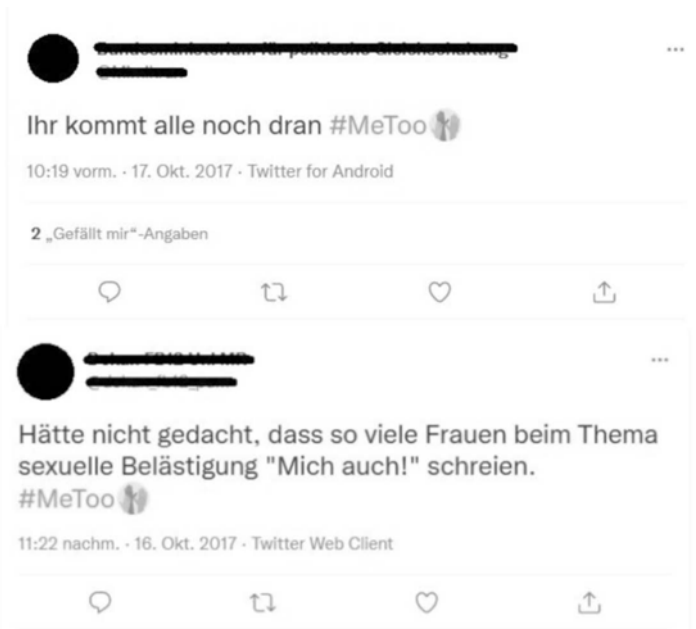 Ihr kommt alle noch dran #MeToo
10:19 vorm. · 17. Okt. 2017 · Twitter for Android
2 „Gefällt mir“-Angaben
Hätte nicht gedacht, dass so viele Frauen beim Thema
sexuelle Belästigung "Mich auch!" schreien.
#MeToo
11:22 nachm. · 16. Okt. 2017 · Twitter Web Client